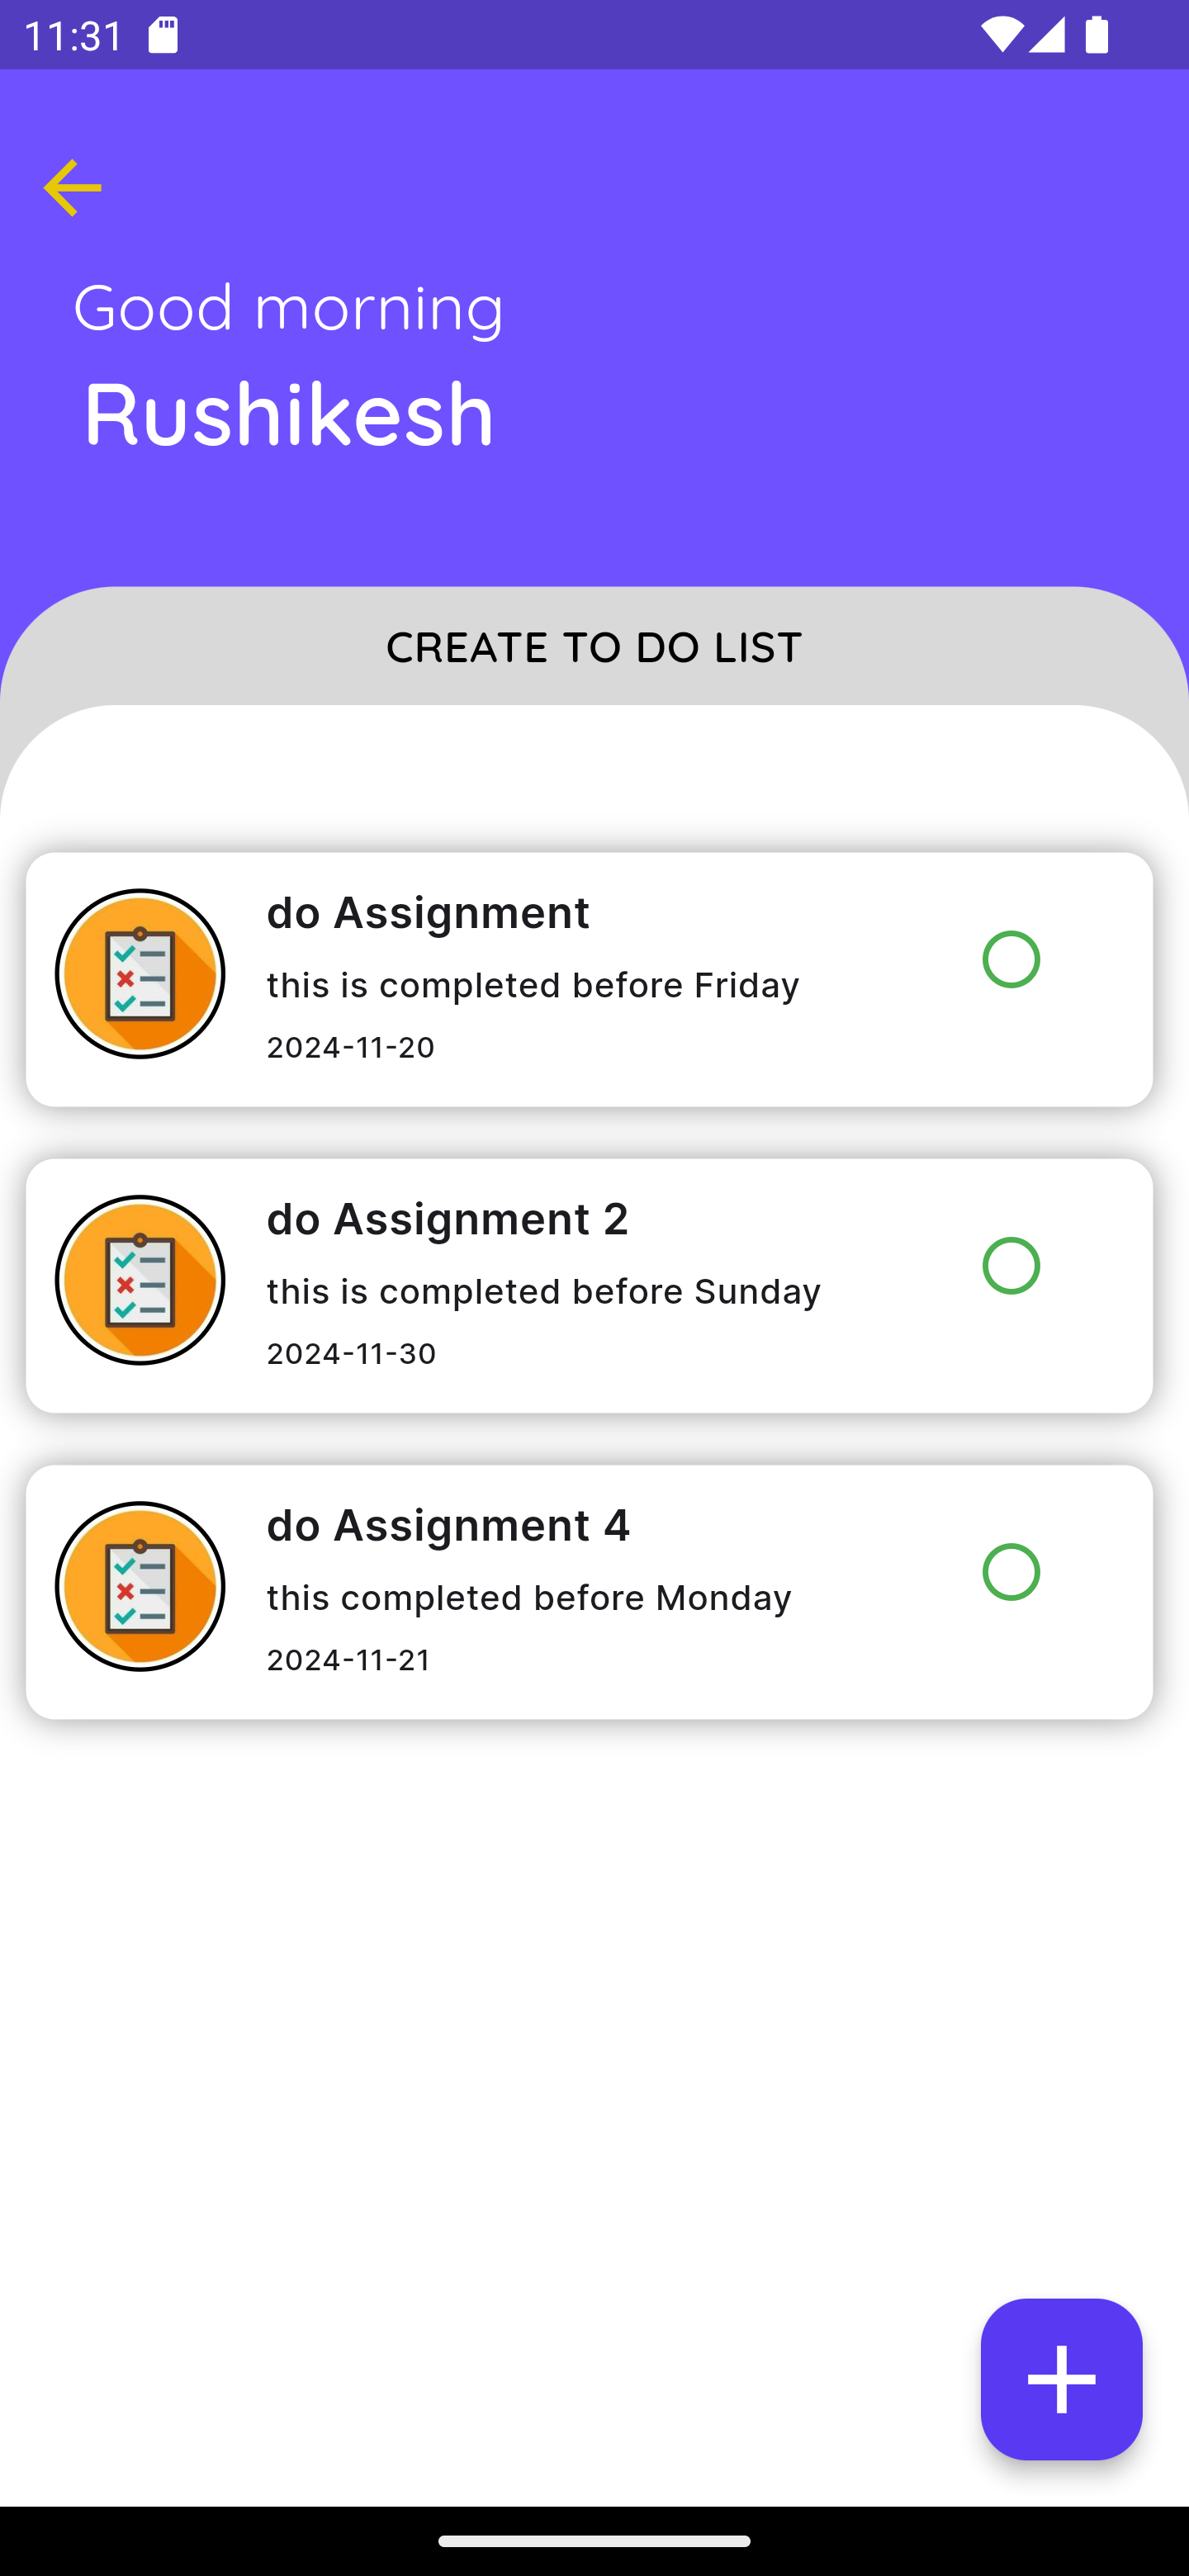 11:31
Good morning
Rushikesh
CREATE TO DO LIST
do Assignment
this is completed before Friday
2024-11-20
do Assignment 2
this is completed before Sunday
2024-11-30
do Assignment 4
this completed before Monday
2024-11-21